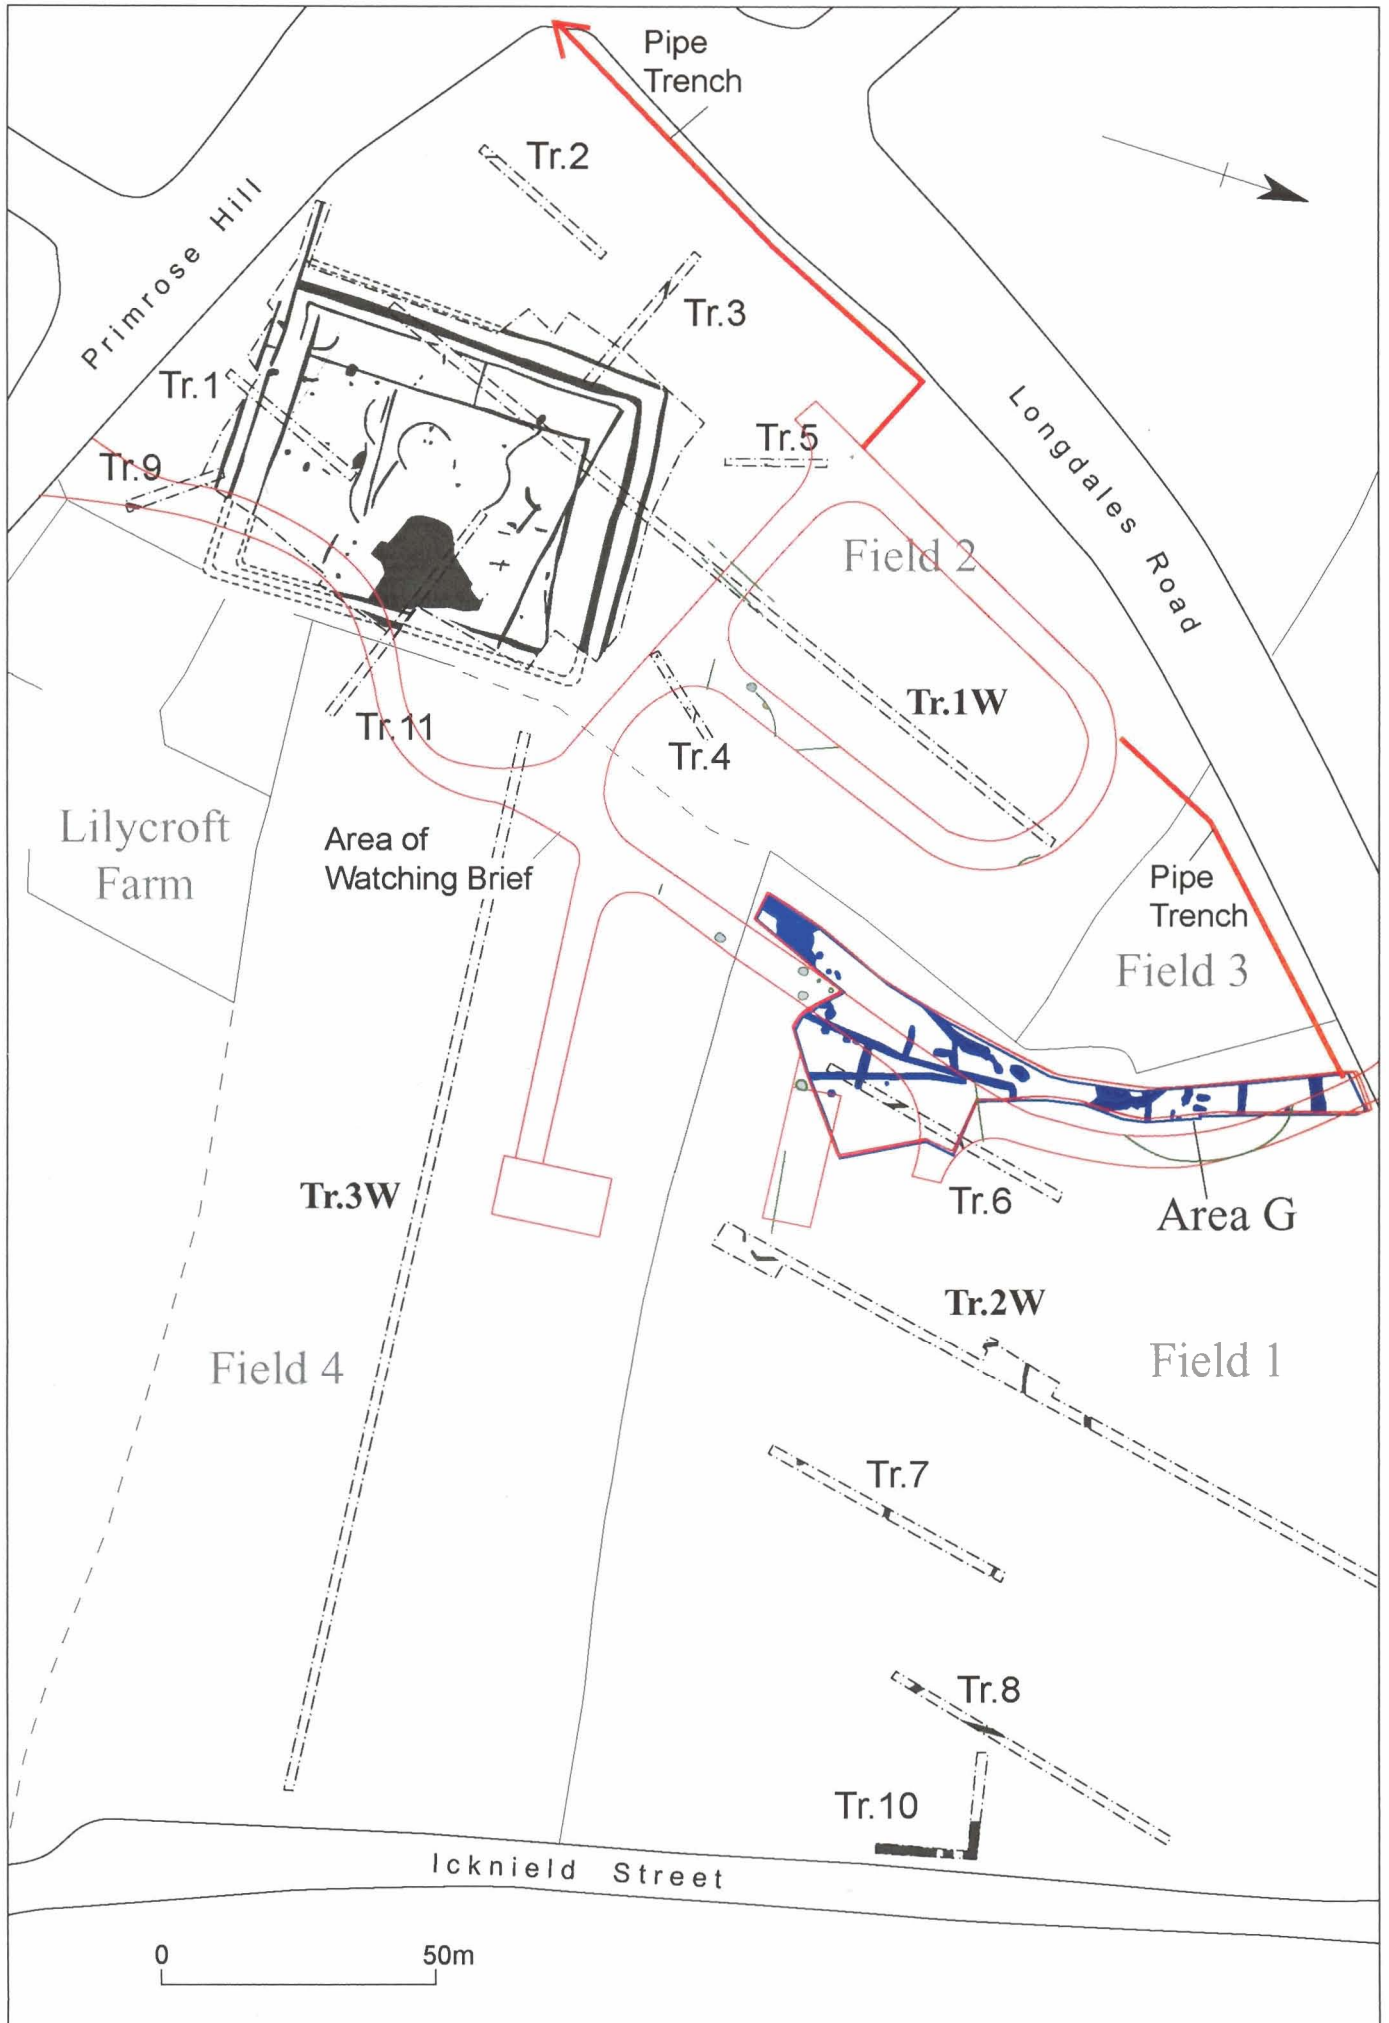 Pipe
Trench
Tr.2
Primrose Hill
Tr.3
Tr.1
Longdales Road
Tr.5
Tr.9
Field 2
Tr.1W
Tr.11
Tr.4
Lilycroft
Farm
Area of
Watching Brief
Pipe
Trench
Field 3
Tr.3W
Tr.6
Area G
Tr.2W
Field 4
Field 1
Tr.7
Tr.8
Tr.10
Icknield Street
0 50m